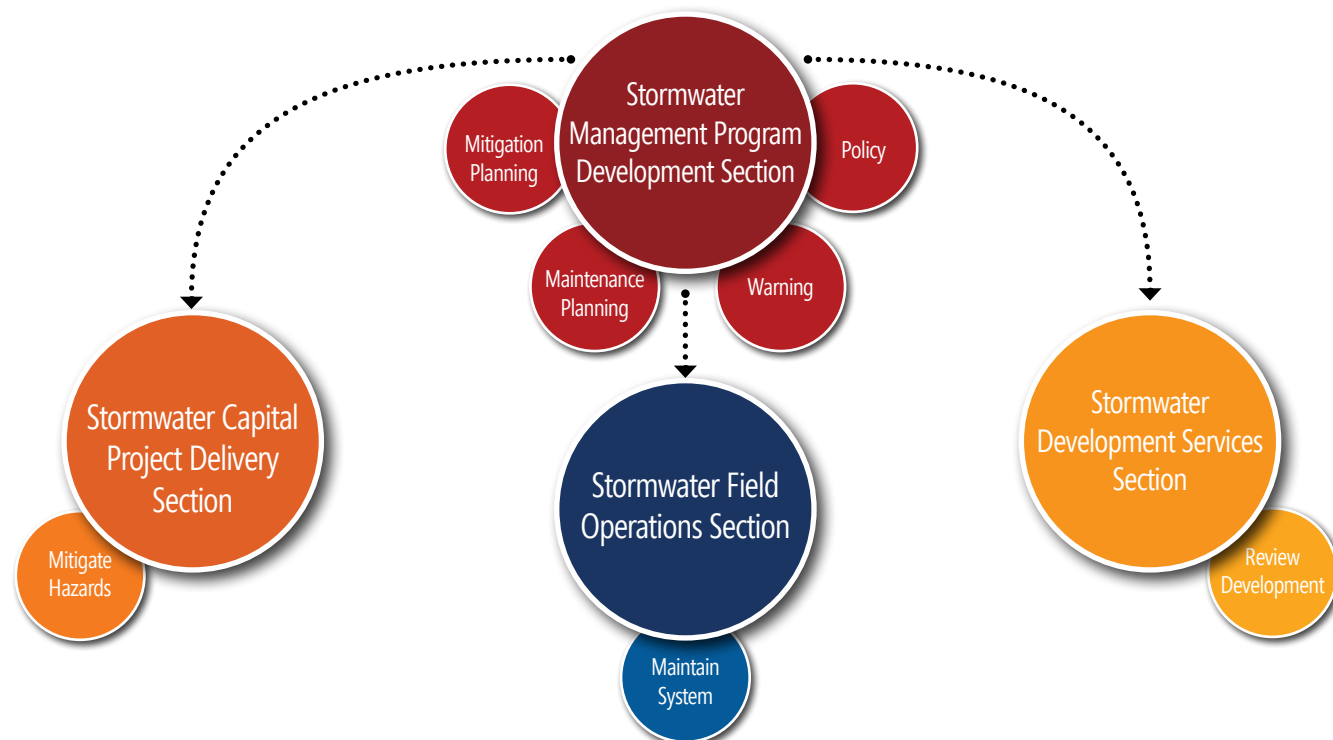 Stormwater
Management Program
Development Section
Mitigation
Planning
Policy
Maintenance
Planning
Warning
Stormwater Capital
Project Delivery
Section
Mitigate
Hazards
Stormwater Field
Operations Section
Maintain
System
Stormwater
Development Services
Section
Review
Development